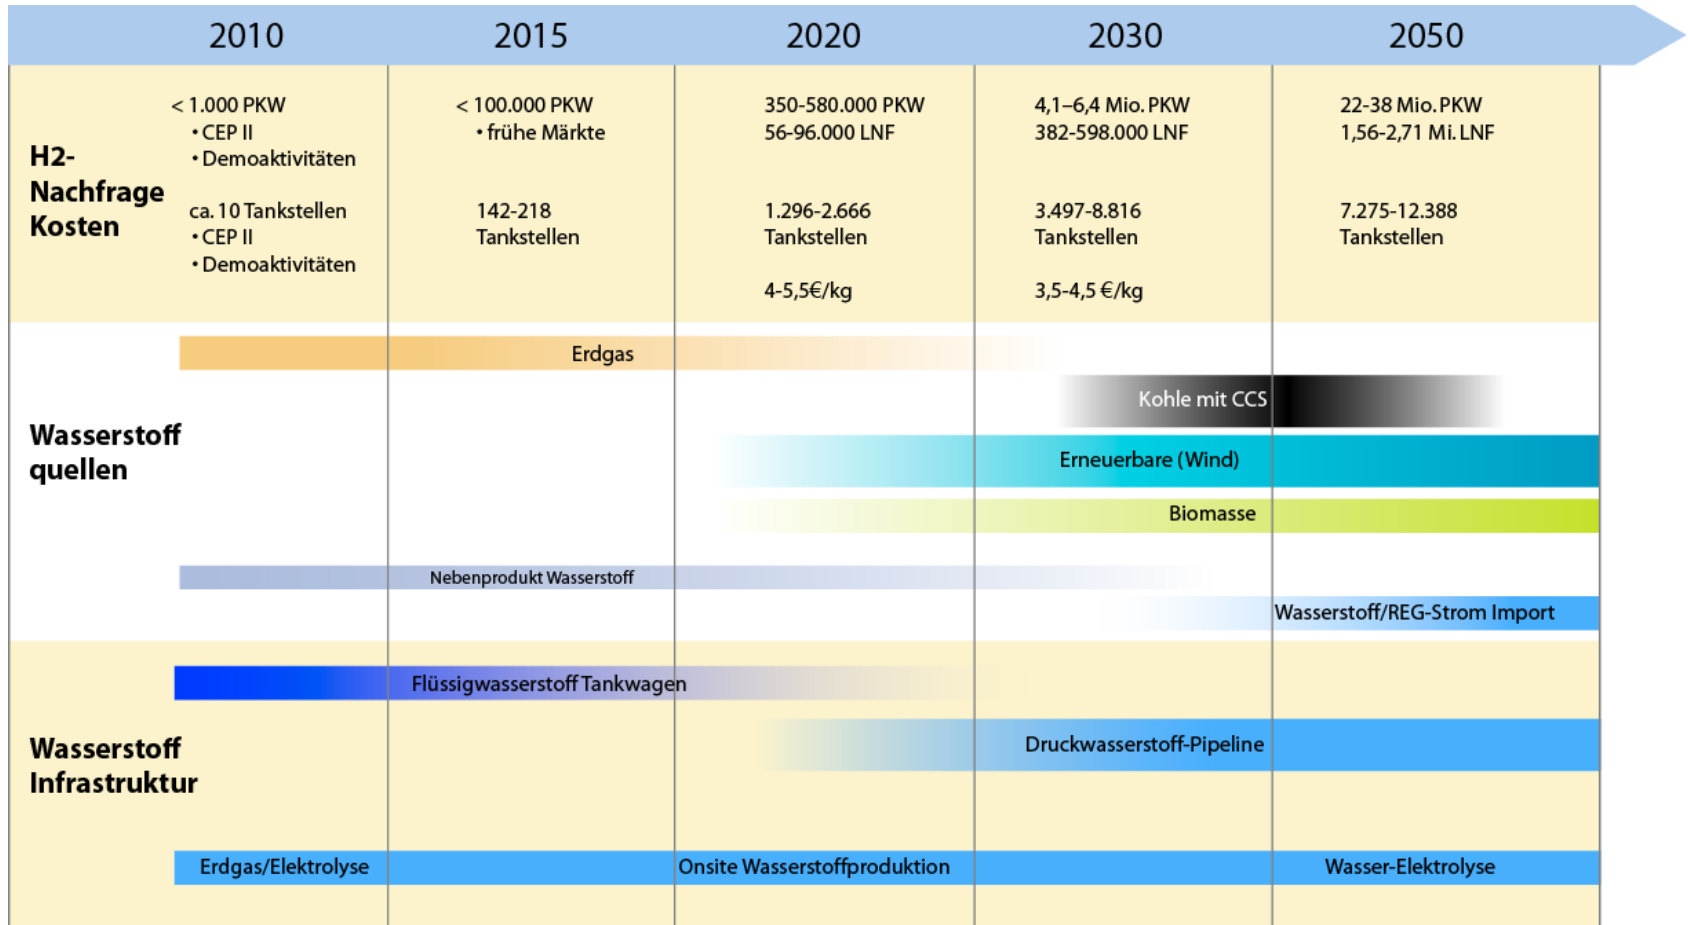 2010
2015
2020
2030
2050
H2-
Nachfrage
Kosten
< 1.000 PKW
• CEP II
• Demoaktivitäten
ca. 10 Tankstellen
• CEP II
• Demoaktivitäten
< 100.000 PKW
• frühe Märkte
142-218
Tankstellen
350-580.000 PKW
56-96.000 LNF
1.296-2.666
Tankstellen
4-5,5€/kg
4,1–6,4 Mio. PKW
382-598.000 LNF
3.497-8.816
Tankstellen
3,5-4,5 €/kg
22-38 Mio. PKW
1,56-2,71 Mi. LNF
7.275-12.388
Tankstellen
Wasserstoff
quellen
Erdgas
Kohle mit CCS
Erneuerbare (Wind)
Biomasse
Nebenprodukt Wasserstoff
Wasserstoff/REG-Strom Import
Wasserstoff
Infrastruktur
Flüssigwasserstoff Tankwagen
Druckwasserstoff-Pipeline
Erdgas/Elektrolyse
Onsite Wasserstoffproduktion
Wasser-Elektrolyse